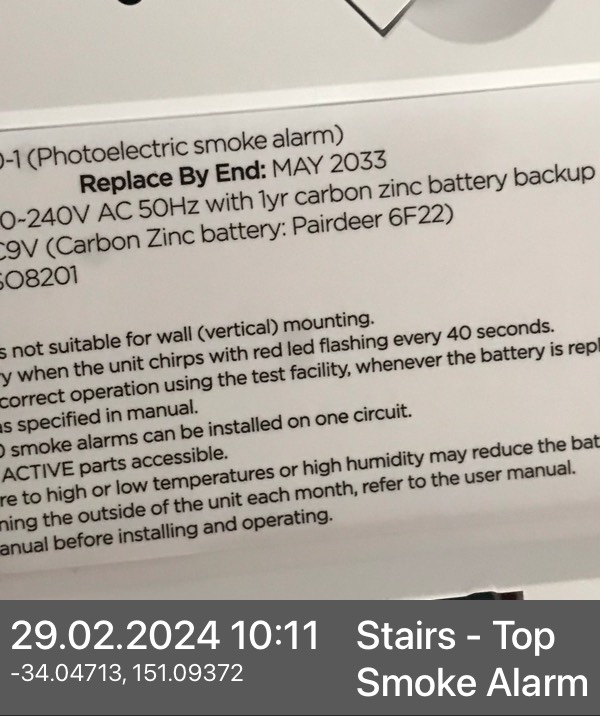 -1 (Photoelectric smoke alarm)
Replace By End: MAY 2033
0~240V AC 50Hz with 1yr carbon zinc battery backup
9V (Carbon Zinc battery: Pairdeer 6F22)
SO8201
s not suitable for wall (vertical) mounting.
y when the unit chirps with red led flashing every 40 seconds.
correct operation using the test facility, whenever the battery is repl
as specified in manual.
smoke alarms can be installed on one circuit.
ACTIVE parts accessible.
re to high or low temperatures or high humidity may reduce the bat
ning the outside of the unit each month, refer to the user manual.
anual before installing and operating.
29.02.2024 10:11
-34.04713, 151.09372
Stairs - Top
Smoke Alarm